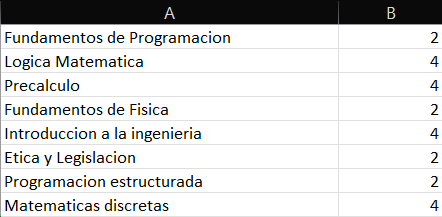 A B
Fundamentos de Programacion 2
Logica Matematica 4
Precalculo 4
Fundamentos de Fisica 2
Introduccion a la ingenieria 4
Etica y Legislacion 2
Programacion estructurada 2
Matematicas discretas 4